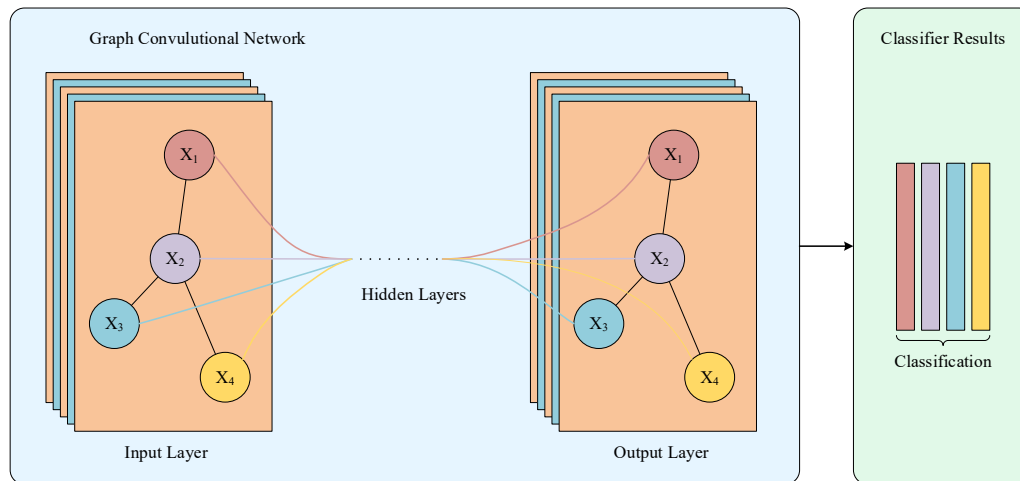 Graph Convulutional Network
X₁
X₂
X₃
X₄
Input Layer
Hidden Layers
X₁
X₂
X₃
X₄
Output Layer
Classifier Results
Classification